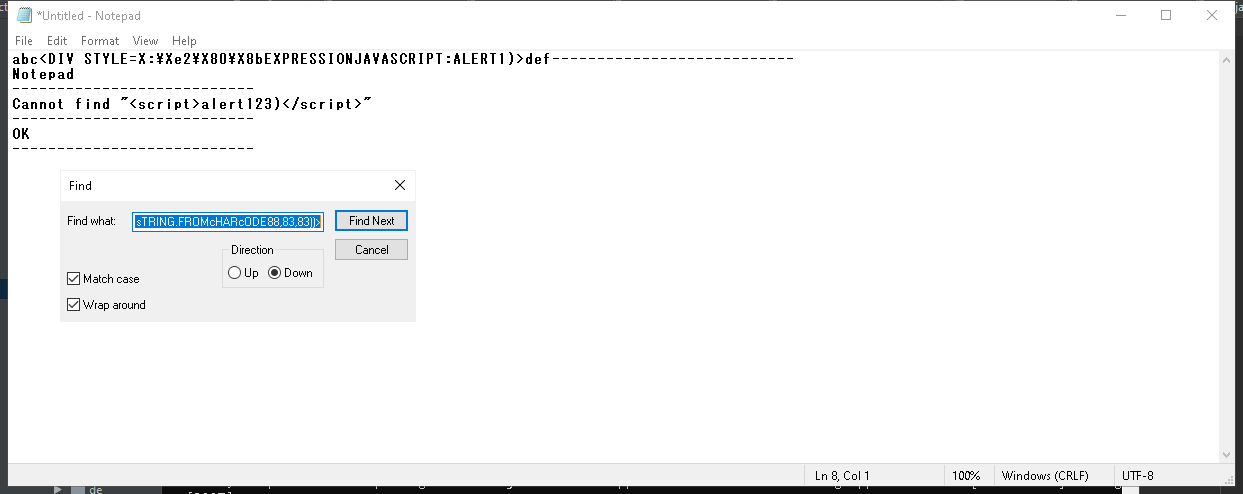 *Untitled - Notepad
File Edit Format View Help
abc<DIV STYLE=X:¥Xe2¥X80¥X8bEXPRESSIONJAVASCRIPT:ALERT1)>def---------------------------
Notepad
---------------------------
Cannot find "<script>alert123)</script>"
---------------------------
OK
---------------------------
Find
Find what: sTRING.FROMcHARcODE88,83,83))> Find Next
Direction Cancel
Up Down
Match case
Wrap around
Ln 8, Col 1 100% Windows (CRLF) UTF-8
de